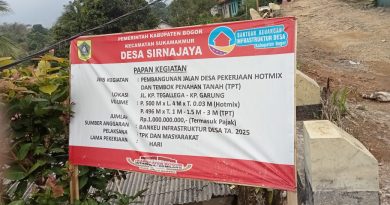 PEMERINTAH KABUPATEN BOGOR
KECAMATAN SUKAMAKMUR
DESA SIRNAJAYA
BANTUAN KEUANGAN
INFRASTRUKTUR DESA
(Kabupaten Bogor)
PAPAN KEGIATAN
JENIS KEGIATAN : PEMBANGUNAN JALAN DESA PEKERJAAN HOTMIX
DAN TEMBOK PENAHAN TANAH (TPT)
LOKASI : JL. KP. TEGALLEGA - KP. GARUNG
VOLUME : P. 500 M x L. 4 M x T. 0.03 M (Hotmix)
P. 496 M x T. 1 M - 1.5 M - 3 M (TPT)
JUMLAH : Rp.1.000.000.000,- (Termasuk Pajak)
SUMBER ANGGARAN : BANKEU INFRASTRUKTUR DESA TA. 2025
PELAKSANA : TPK DAN MASYARAKAT
LAMA PEKERJAAN : HARI